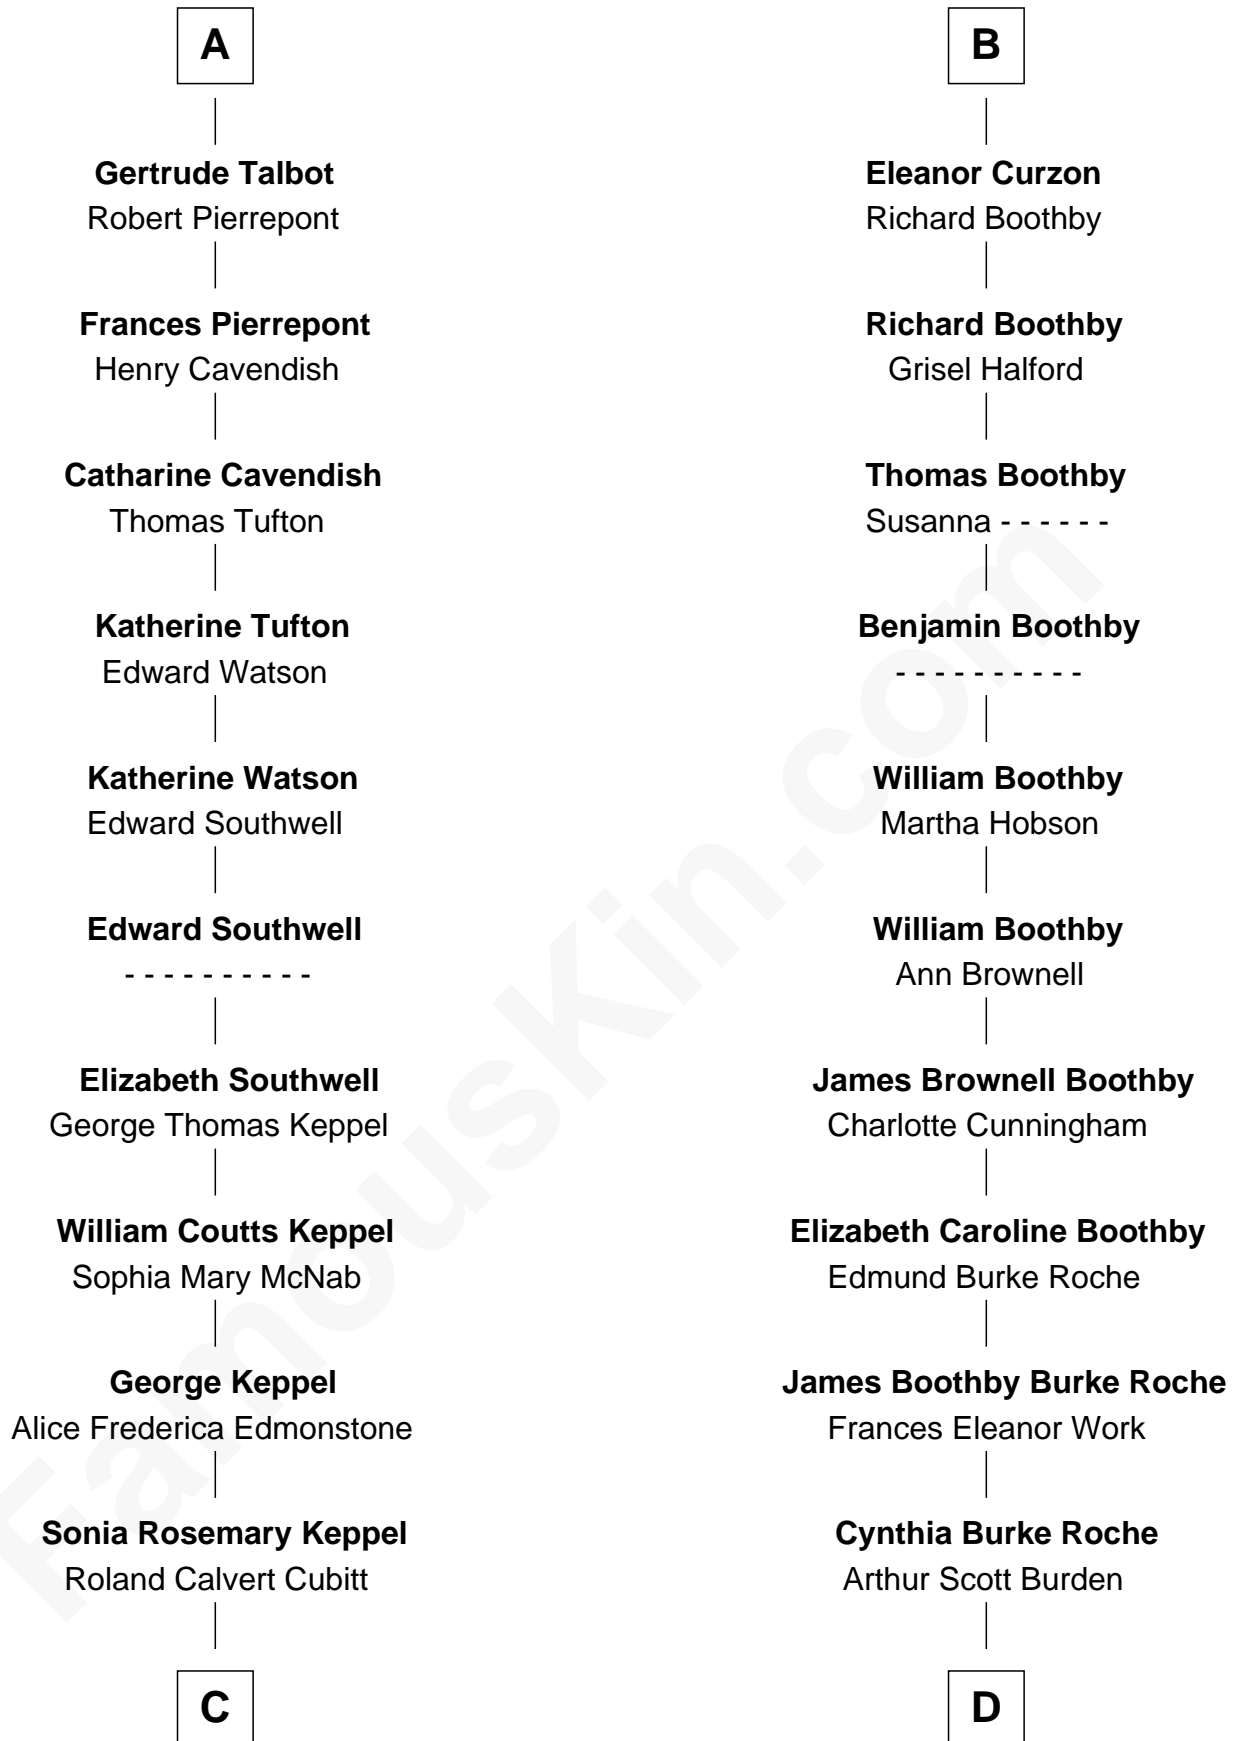 A
Gertrude Talbot
Robert Pierrepont
Frances Pierrepont
Henry Cavendish
Catharine Cavendish
Thomas Tufton
Katherine Tufton
Edward Watson
Katherine Watson
Edward Southwell
Edward Southwell
- - - - - - - - - -
Elizabeth Southwell
George Thomas Keppel
William Coutts Keppel
Sophia Mary McNab
George Keppel
Alice Frederica Edmonstone
Sonia Rosemary Keppel
Roland Calvert Cubitt
C
B
Eleanor Curzon
Richard Boothby
Richard Boothby
Grisel Halford
Thomas Boothby
Susanna - - - - - -
Benjamin Boothby
- - - - - - - - - -
William Boothby
Martha Hobson
William Boothby
Ann Brownell
James Brownell Boothby
Charlotte Cunningham
Elizabeth Caroline Boothby
Edmund Burke Roche
James Boothby Burke Roche
Frances Eleanor Work
Cynthia Burke Roche
Arthur Scott Burden
D
FamousKin.com